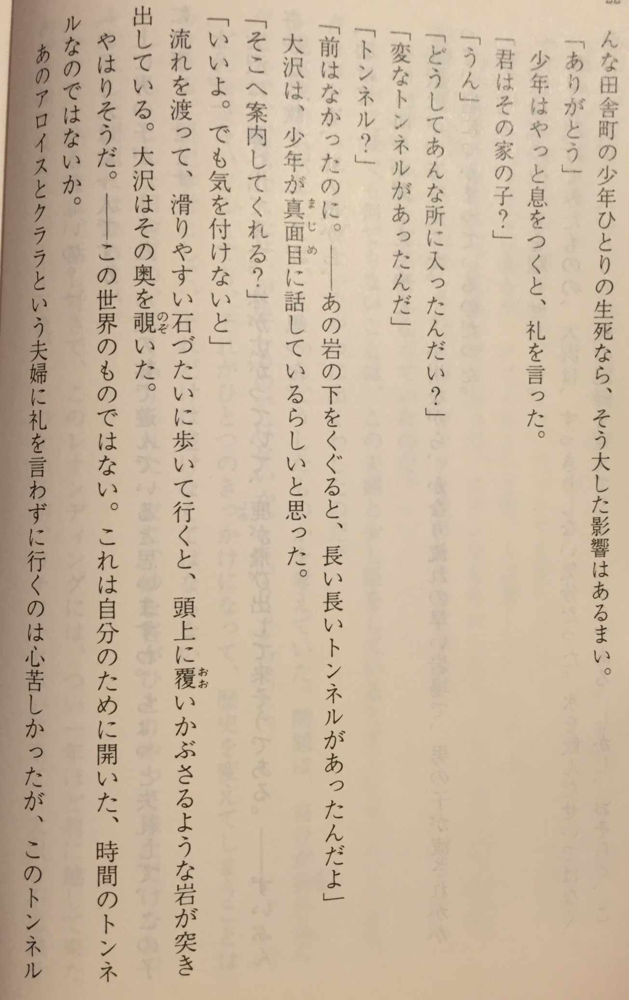 22
んな田舎町の少年ひとりの生死なら、そう大した影響はあるまい。
「ありがとう」
少年はやっと息をつくと、礼を言った。
「君はその家の子？」
「うん」
「どうしてあんな所に入ったんだい？」
「変なトンネルがあったんだ」
「トンネル？」
「前はなかったのに。――あの岩の下をくぐると、長い長いトンネルがあったんだよ」
大沢は、少年が真面目に話しているらしいと思った。
「そこへ案内してくれる？」
「いいよ。でも気を付けないと」
流れを渡って、滑りやすい石づたいに歩いて行くと、頭上に覆いかぶさるような岩が突き
出している。大沢はその奥を覗いた。
やはりそうだ。――この世界のものではない。これは自分のために開いた、時間のトンネ
ルなのではないか。
あのアロイスとクララという夫婦に礼を言わずに行くのは心苦しかったが、このトンネル